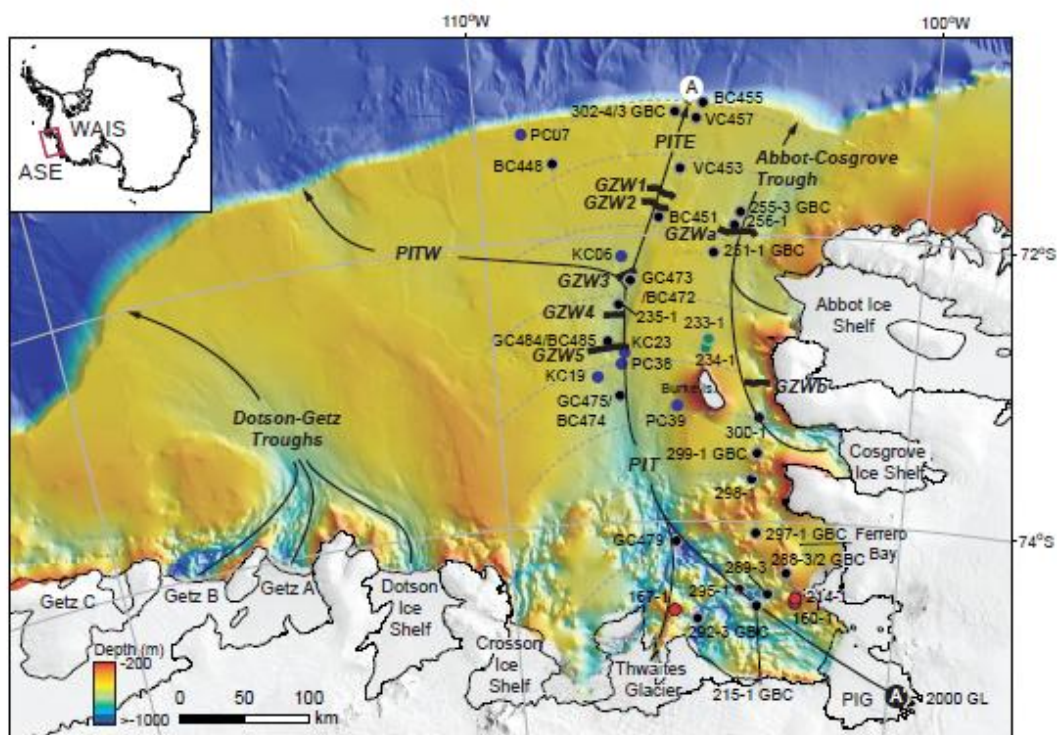 110°W
100°W
WAIS
ASE
A
BC455
302-4/3 GBC
VC457
PC07
PITE
BC448
VC453
Abbot-Cosgrove
Trough
GZW1
GZW2
255-3 GBC
/256-1
BC451
GZWa
251-1 GBC
72°S
KC06
PITW
GZW3
GC473
/BC472
235-1
Abbot Ice
Shelf
GZW4
233-1
GC484/BC485
KC23
GZW5
PC38
234-1
KC19
Burke Is.
GZWb
GC475/
BC474
PC39
Dotson-Getz
Troughs
300-1
PIT
299-1 GBC
Cosgrove
Ice Shelf
298-1
GC479
297-1 GBC
Ferrero
Bay
74°S
288-3/2 GBC
289-3
Getz C
Getz B
Getz A
Dotson
Ice
Shelf
167-1
295-1
214-1
160-1
Crosson
Ice
Shelf
292-3 GBC
Thwaites
Glacier
215-1 GBC
PIG
A'
2000 GL
Depth (m)
-200
>-1000
0
50
100
km